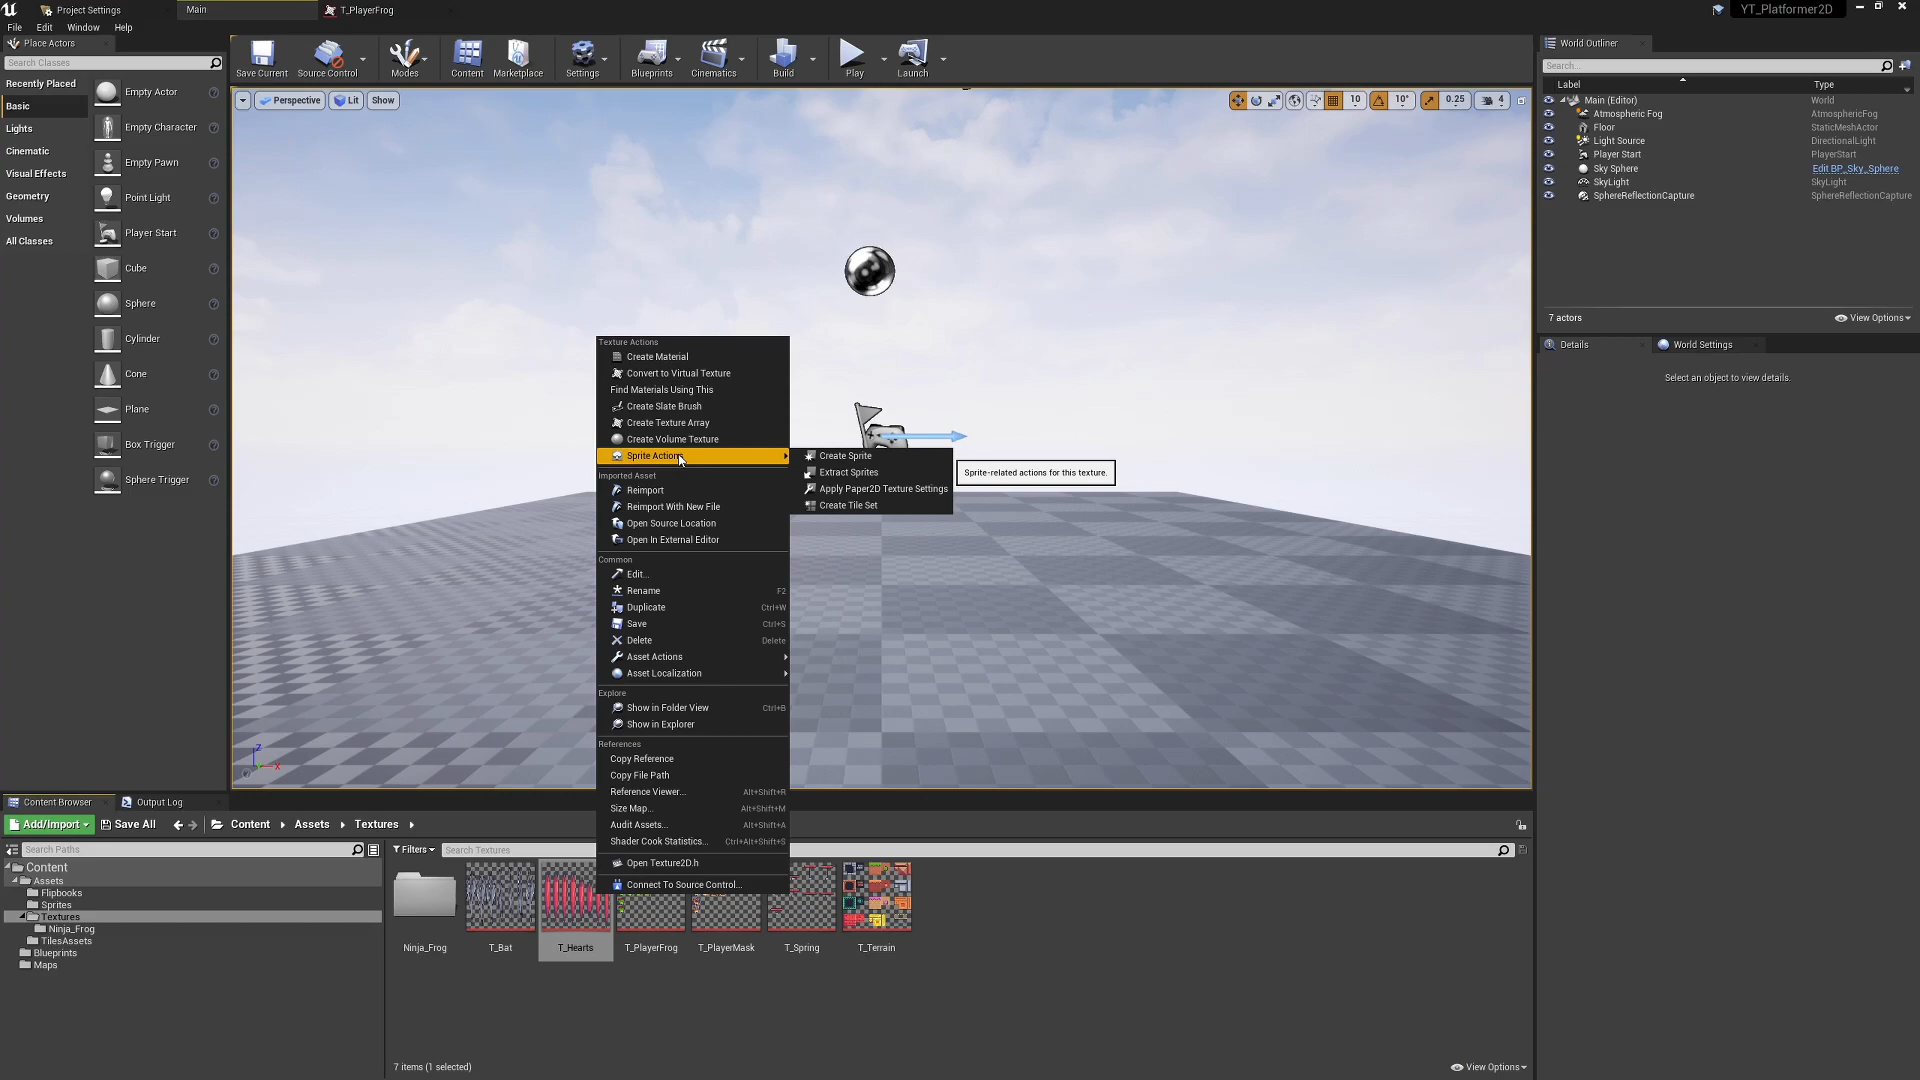 Project Settings
Main
T_PlayerFrog
YT_Platformer2D
File
Edit
Window
Help
Place Actors
Search Classes
Recently Placed
Basic
Lights
Cinematic
Visual Effects
Geometry
Volumes
All Classes
Empty Actor
Empty Character
Empty Pawn
Point Light
Player Start
Cube
Sphere
Cylinder
Cone
Plane
Box Trigger
Sphere Trigger
Save Current
Source Control
Modes
Content
Marketplace
Settings
Blueprints
Cinematics
Build
Play
Launch
Perspective
Lit
Show
10
10°
0.25
4
World Outliner
Search...
Label
Type
Main (Editor)
World
Atmospheric Fog
AtmosphericFog
Floor
StaticMeshActor
Light Source
DirectionalLight
Player Start
PlayerStart
Sky Sphere
Edit BP_Sky_Sphere
SkyLight
SkyLight
SphereReflectionCapture
SphereReflectionCapture
7 actors
View Options
Details
World Settings
Select an object to view details.
Texture Actions
Create Material
Convert to Virtual Texture
Find Materials Using This
Create Slate Brush
Create Texture Array
Create Volume Texture
Sprite Actions
Imported Asset
Reimport
Reimport With New File
Open Source Location
Open In External Editor
Common
Edit...
Rename F2
Duplicate Ctrl+W
Save Ctrl+S
Delete Delete
Asset Actions
Asset Localization
Explore
Show in Folder View Ctrl+B
Show in Explorer
References
Copy Reference
Copy File Path
Reference Viewer... Alt+Shift+R
Size Map... Alt+Shift+M
Audit Assets... Alt+Shift+A
Shader Cook Statistics... Ctrl+Alt+Shift+S
Open Texture2D.h
Connect To Source Control...
Create Sprite
Extract Sprites
Apply Paper2D Texture Settings
Create Tile Set
Sprite-related actions for this texture.
Z
X
Content Browser
Output Log
Add/Import
Save All
Content
Assets
Textures
Search Paths
Filters
Search Textures
Content
Assets
Flipbooks
Sprites
Textures
Ninja_Frog
TilesAssets
Blueprints
Maps
Ninja_Frog
T_Bat
T_Hearts
T_PlayerFrog
T_PlayerMask
T_Spring
T_Terrain
7 items (1 selected)
View Options